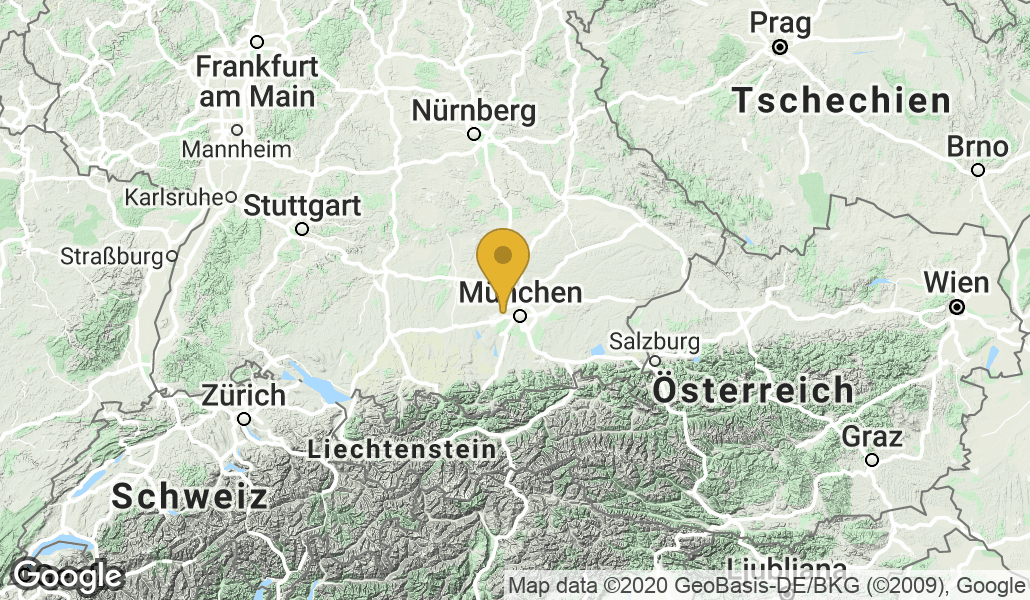 Prag
Frankfurt
am Main
Tschechien
Nürnberg
Mannheim
Brno
Karlsruhe
Stuttgart
Straßburg
Wien
München
Salzburg
Österreich
Zürich
Graz
Liechtenstein
Schweiz
Ljubljana
Google
Map data ©2020 GeoBasis-DE/BKG (©2009), Google